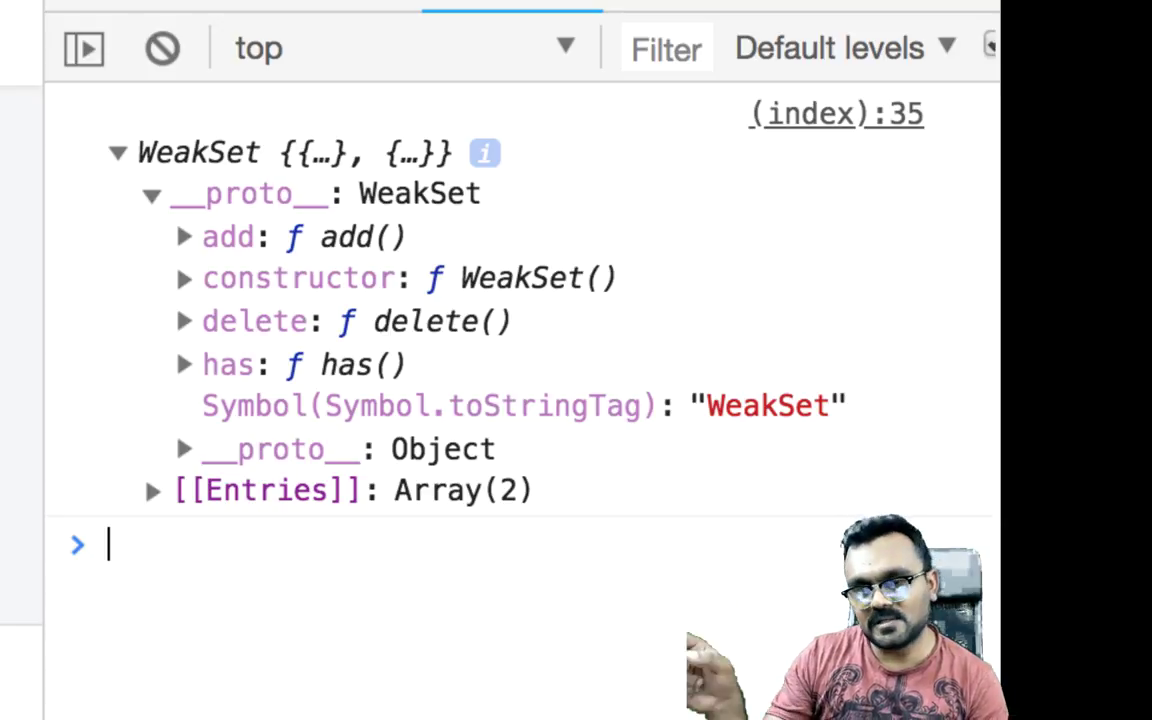 top Filter Default levels
(index):35
WeakSet {{…}, {…}} i
__proto__: WeakSet
add: ƒ add()
constructor: ƒ WeakSet()
delete: ƒ delete()
has: ƒ has()
Symbol(Symbol.toStringTag): "WeakSet"
__proto__: Object
[[Entries]]: Array(2)